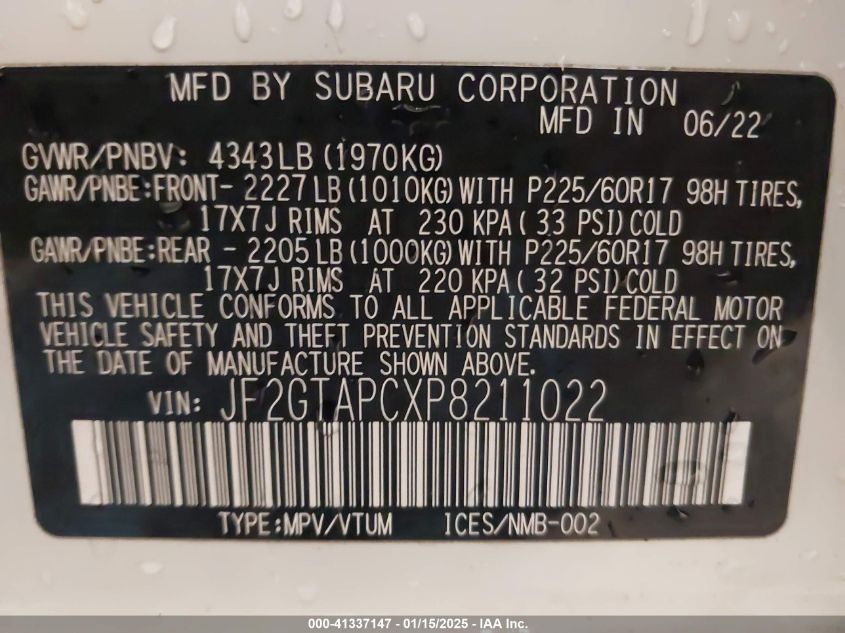 MFD BY SUBARU CORPORATION
MFD IN 06/22
GVWR/PNBV: 4343LB(1970KG)
GAWR/PNBE:FRONT- 2227LB(1010KG)WITH P225/60R17 98H TIRES,
17X7J RIMS AT 230 KPA( 33 PSI)COLD
GAWR/PNBE:REAR - 2205LB(1000KG)WITH P225/60R17 98H TIRES,
17X7J RIMS AT 220 KPA( 32 PSI)COLD
THIS VEHICLE CONFORMS TO ALL APPLICABLE FEDERAL MOTOR
VEHICLE SAFETY AND THEFT PREVENTION STANDARDS IN EFFECT ON
THE DATE OF MANUFACTURE SHOWN ABOVE.
VIN: JF2GTAPCXP8211022
TYPE:MPV/VTUM ICES/NMB-002
000-41337147 - 01/15/2025 - IAA Inc.